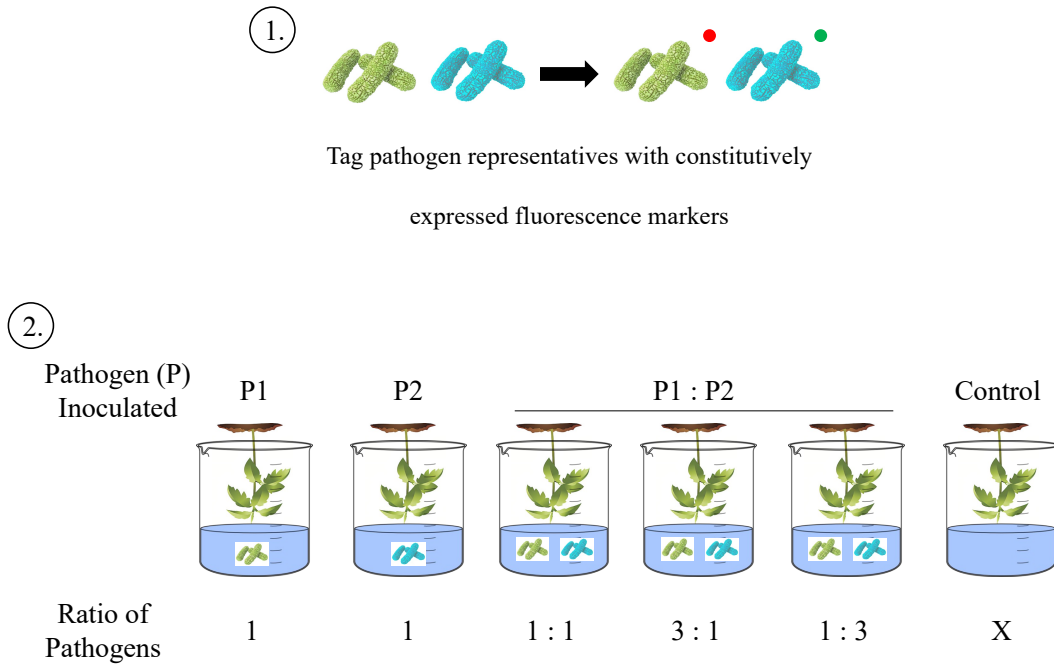 1.
Tag pathogen representatives with constitutively
expressed fluorescence markers
2.
Pathogen (P)
Inoculated
P1
P2
P1 : P2
Control
Ratio of
Pathogens
1
1
1 : 1
3 : 1
1 : 3
X